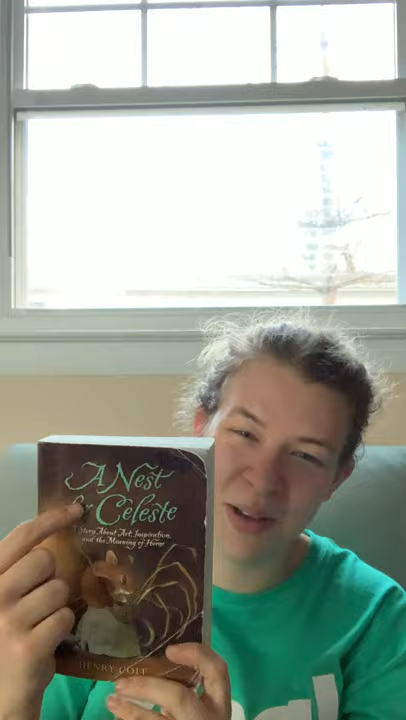 A Nest
for Celeste
Story About Art, Inspiration,
and the Meaning of Home
HENRY COLE